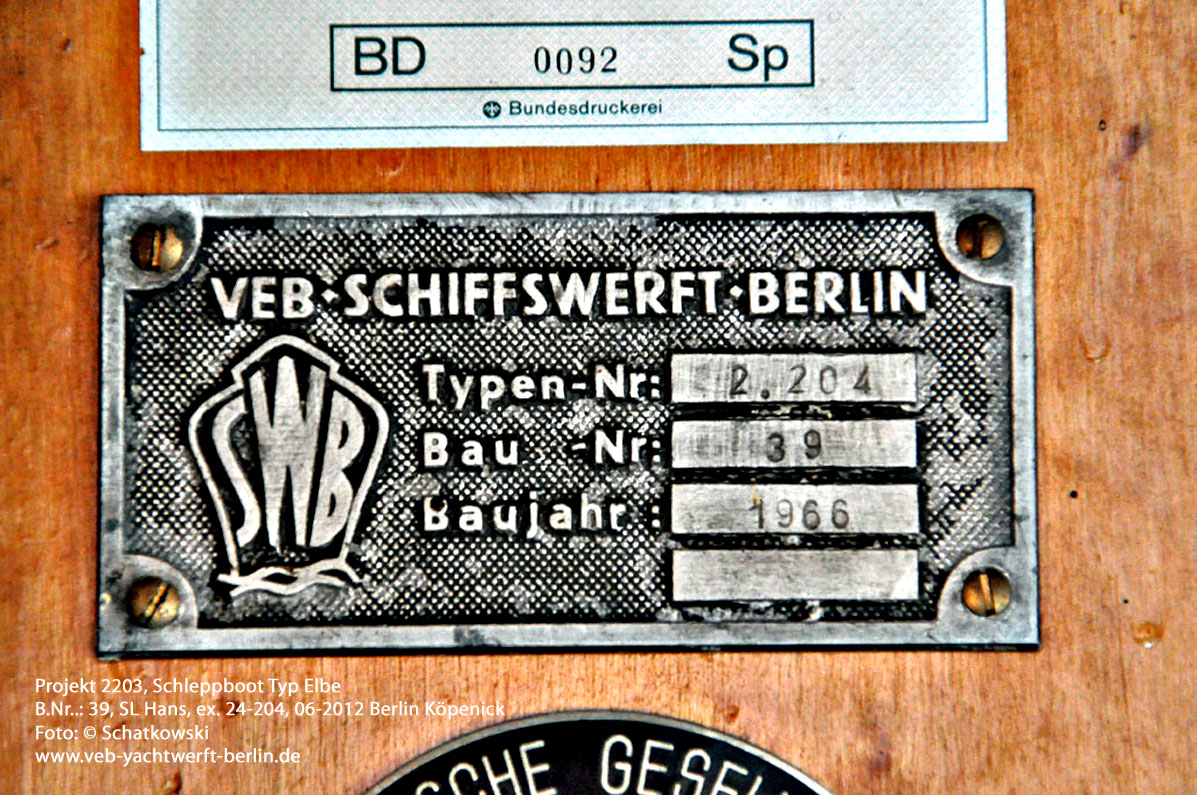 BD 0092 Sp
Bundesdruckerei
VEB·SCHIFFSWERFT·BERLIN
SWB
Typen-Nr: 2.204
Bau -Nr: 39
Baujahr : 1966
Projekt 2203, Schleppboot Typ Elbe
B.Nr..: 39, SL Hans, ex. 24-204, 06-2012 Berlin Köpenick
Foto: © Schatkowski
www.veb-yachtwerft-berlin.de